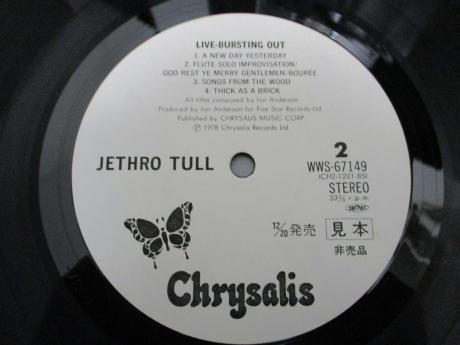 LIVE-BURSTING OUT
1. A NEW DAY YESTERDAY
2. FLUTE SOLO IMPROVISATION/
GOD REST YE MERRY GENTLEMEN/BOURÉE
3. SONGS FROM THE WOOD
4. THICK AS A BRICK
All titles composed by Ian Anderson
Produced by Ian Anderson for Five Star Records Ltd
Published by CHRYSALIS MUSIC CORP.
Ⓟ 1978 Chrysalis Records Ltd.
JETHRO TULL
2
WWS-67149
(CH2-1201-BS)
STEREO
33⅓ r.p.m.
12/20 発売 見本
非売品
Chrysalis